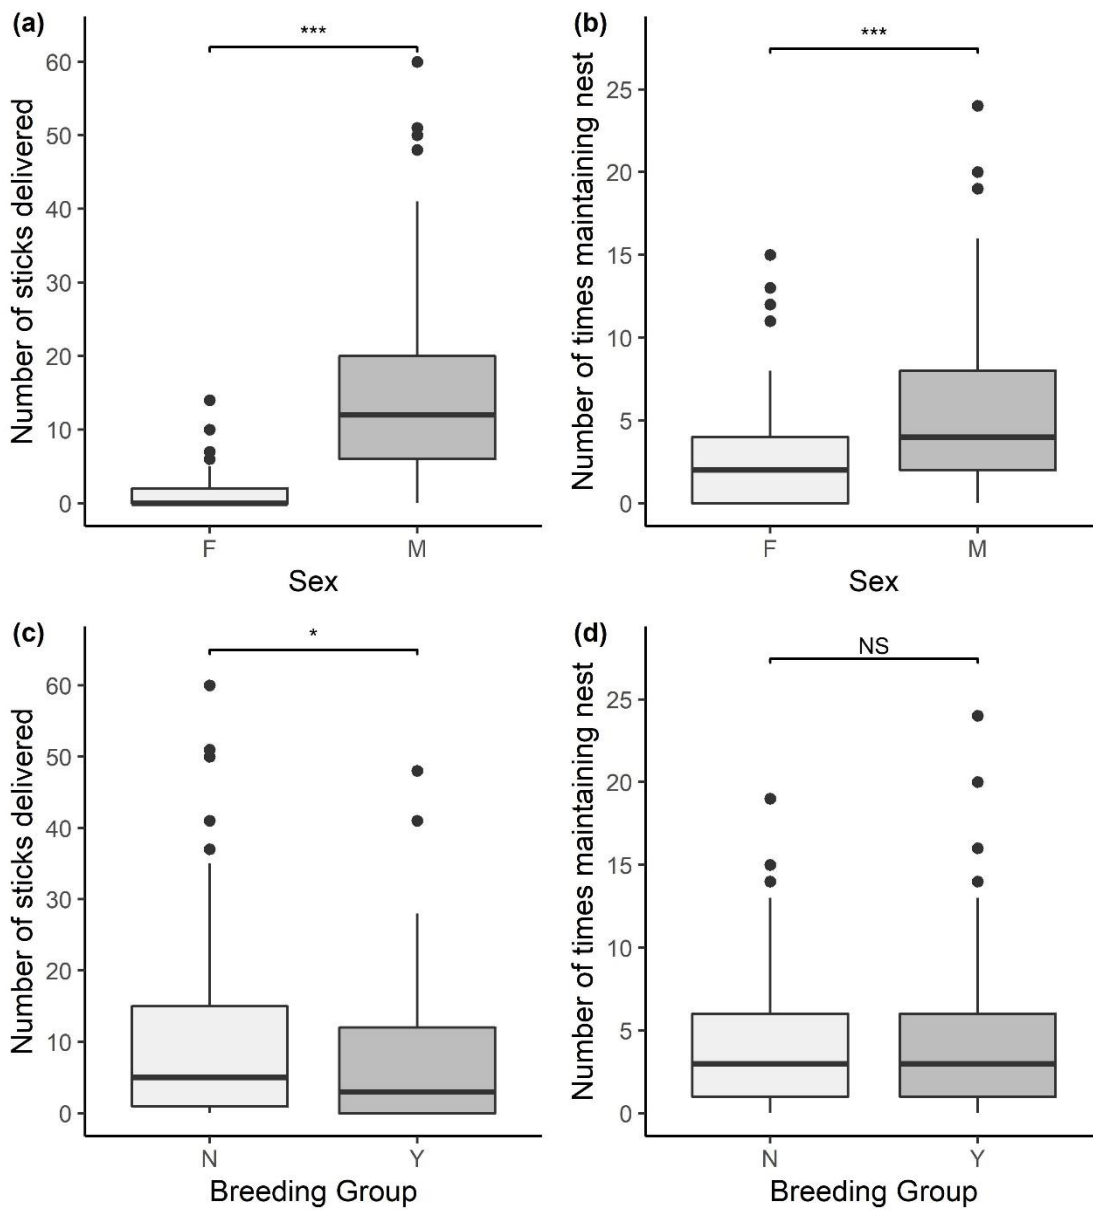 (a)
***
Number of sticks delivered
60
50
40
30
20
10
0
F
M
Sex
(b)
***
Number of times maintaining nest
25
20
15
10
5
0
F
M
Sex
(c)
*
Number of sticks delivered
60
50
40
30
20
10
0
N
Y
Breeding Group
(d)
NS
Number of times maintaining nest
25
20
15
10
5
0
N
Y
Breeding Group